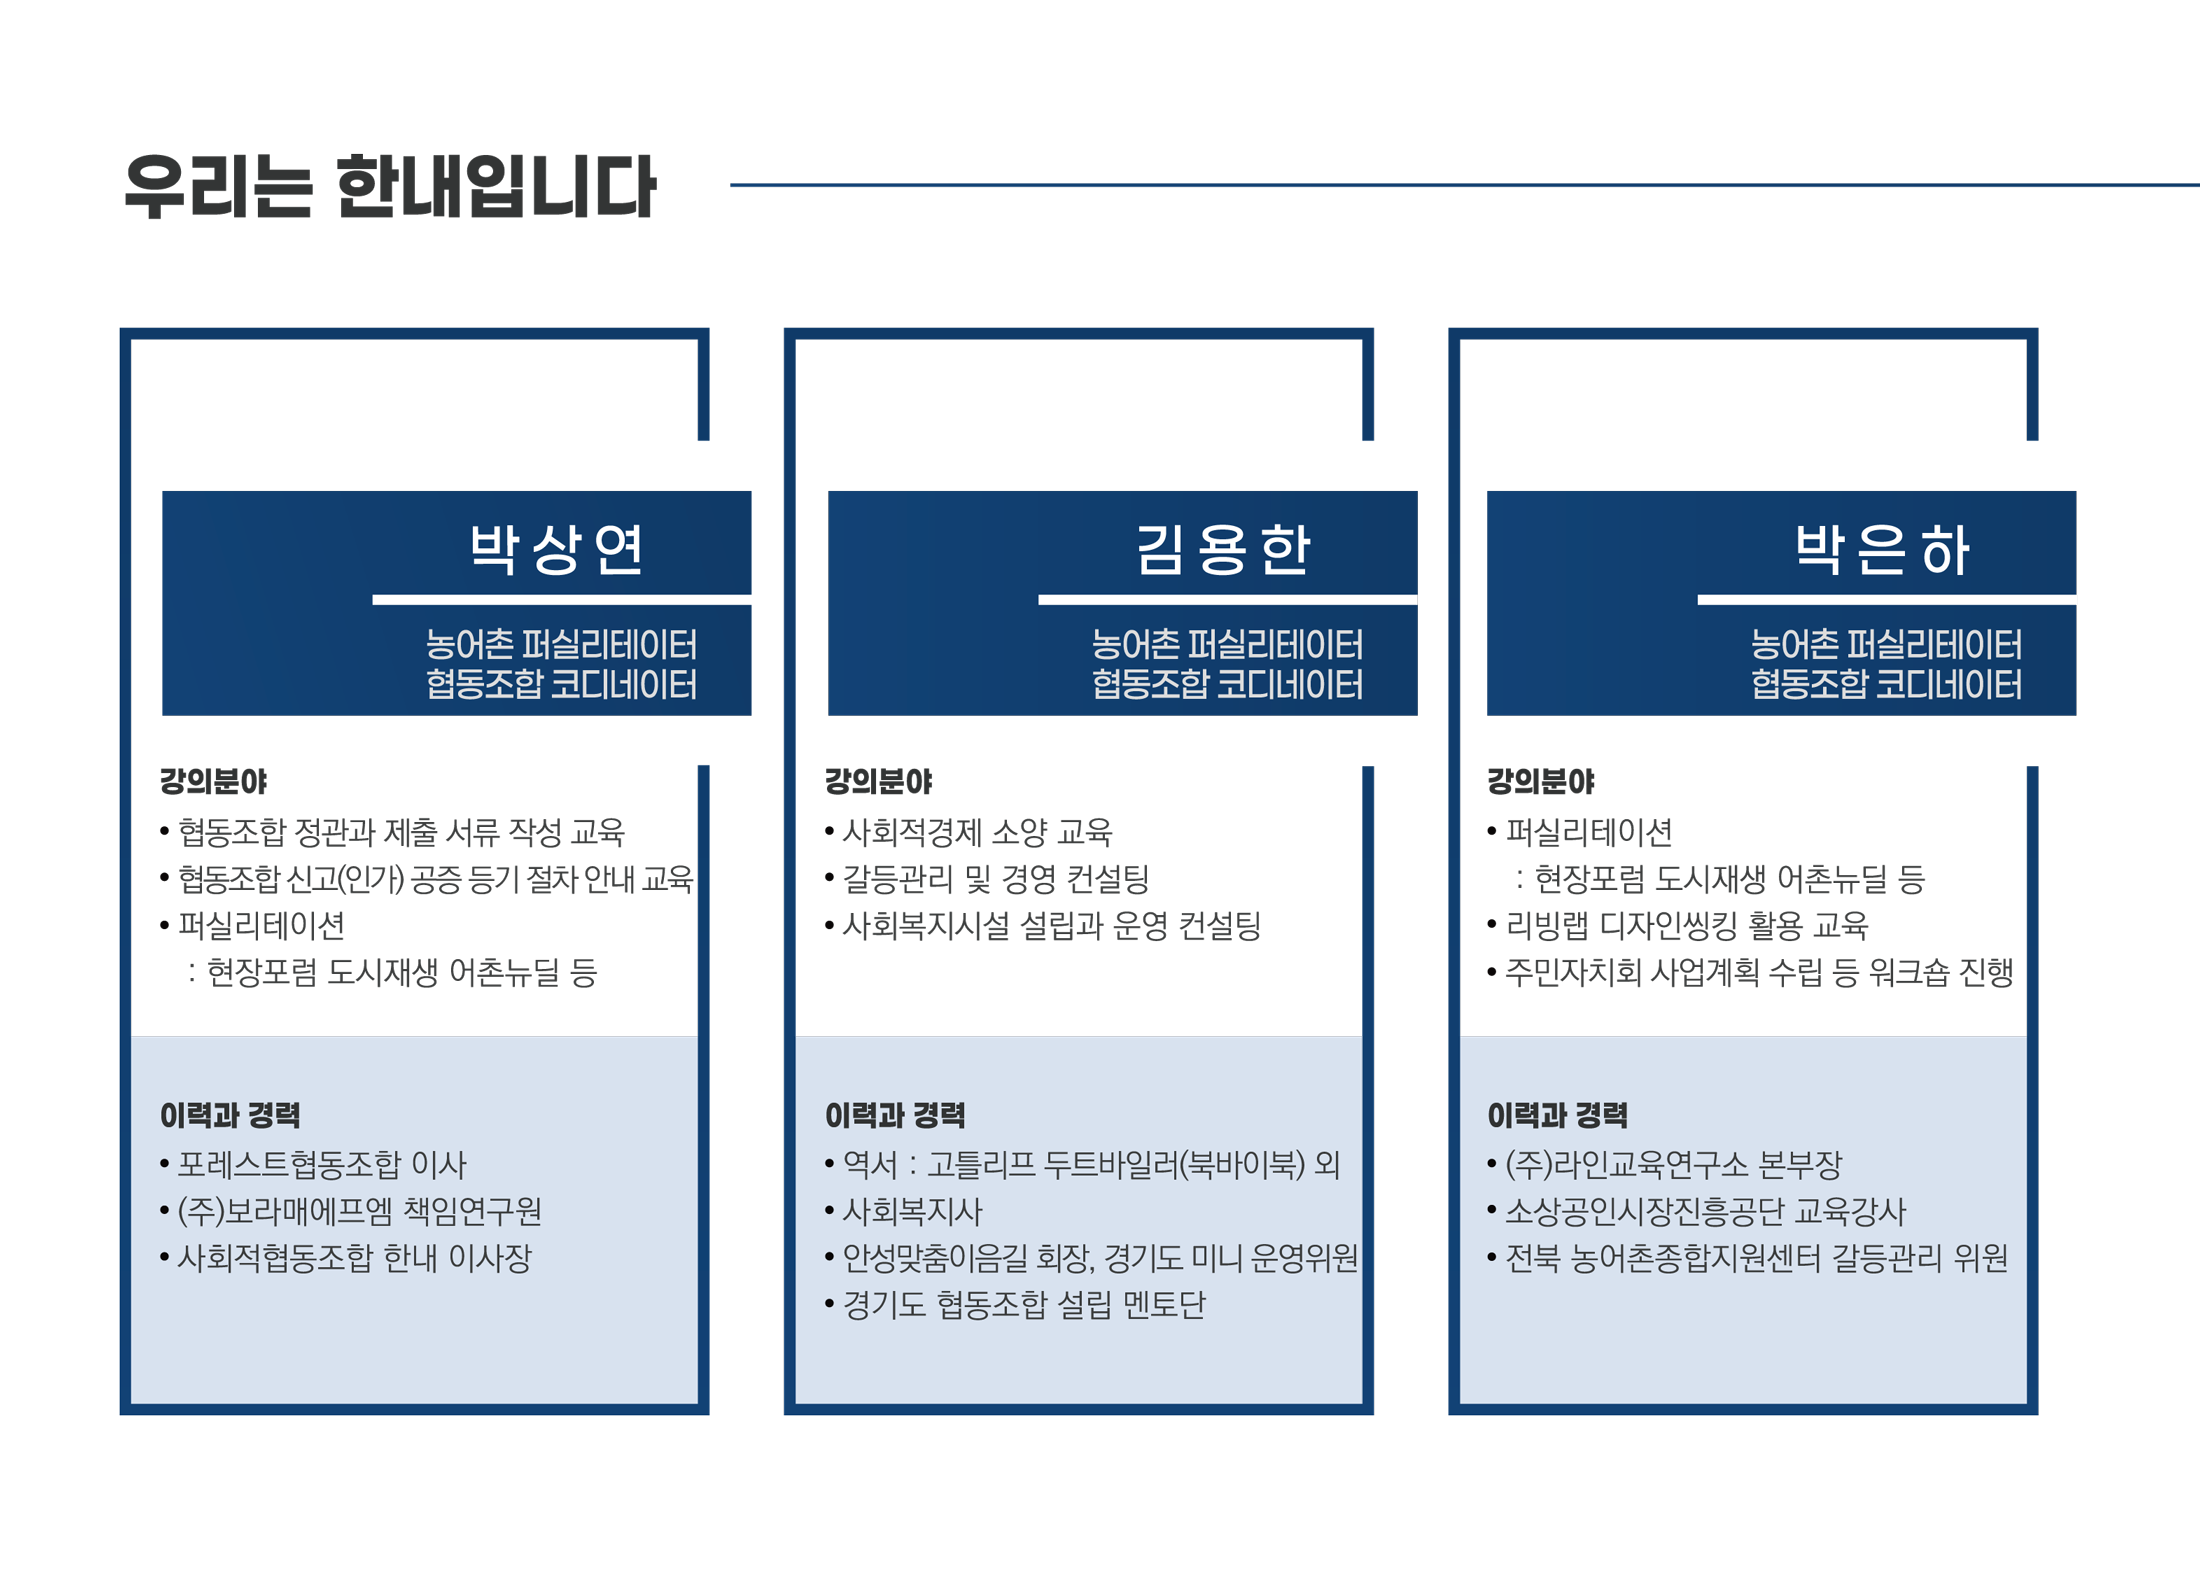 우리는 한내입니다
박상연
농어촌 퍼실리테이터
협동조합 코디네이터
강의분야
• 협동조합 정관과 제출 서류 작성 교육
• 협동조합 신고(인가) 공증 등기 절차 안내 교육
• 퍼실리테이션
: 현장포럼 도시재생 어촌뉴딜 등
이력과 경력
• 포레스트협동조합 이사
• (주)보라매에프엠 책임연구원
• 사회적협동조합 한내 이사장
김용한
농어촌 퍼실리테이터
협동조합 코디네이터
강의분야
• 사회적경제 소양 교육
• 갈등관리 및 경영 컨설팅
• 사회복지시설 설립과 운영 컨설팅
이력과 경력
• 역서 : 고틀리프 두트바일러(북바이북) 외
• 사회복지사
• 안성맞춤이음길 회장, 경기도 미니 운영위원
• 경기도 협동조합 설립 멘토단
박은하
농어촌 퍼실리테이터
협동조합 코디네이터
강의분야
• 퍼실리테이션
: 현장포럼 도시재생 어촌뉴딜 등
• 리빙랩 디자인씽킹 활용 교육
• 주민자치회 사업계획 수립 등 워크숍 진행
이력과 경력
• (주)라인교육연구소 본부장
• 소상공인시장진흥공단 교육강사
• 전북 농어촌종합지원센터 갈등관리 위원